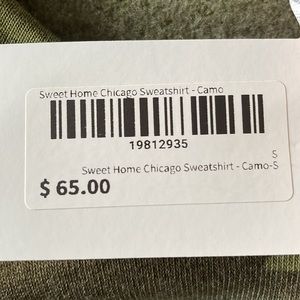 Sweet Home Chicago Sweatshirt - Camo
19812935
S
Sweet Home Chicago Sweatshirt - Camo-S
$ 65.00